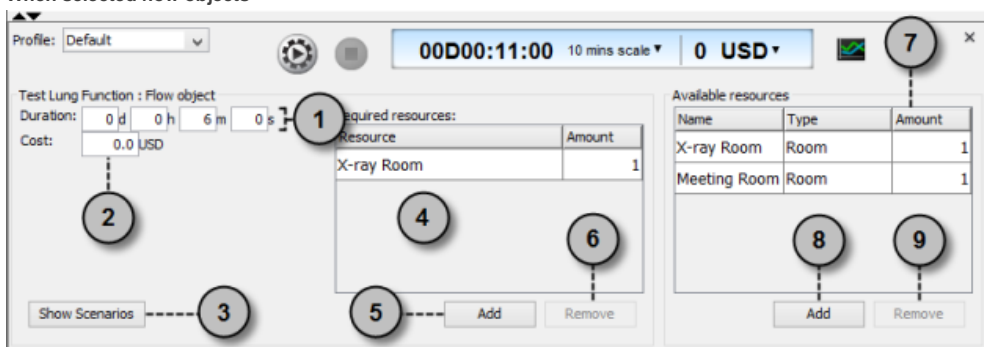 When selected flow objects
Profile: Default
00D00:11:00 10 mins scale 0 USD
7
Test Lung Function : Flow object
Duration: 0 d 0 h 6 m 0 s
1
Cost: 0.0 USD
2
Show Scenarios
3
equired resources:
Resource Amount
X-ray Room 1
4
6
5
Add Remove
Available resources
Name Type Amount
X-ray Room Room 1
Meeting Room Room 1
8
9
Add Remove